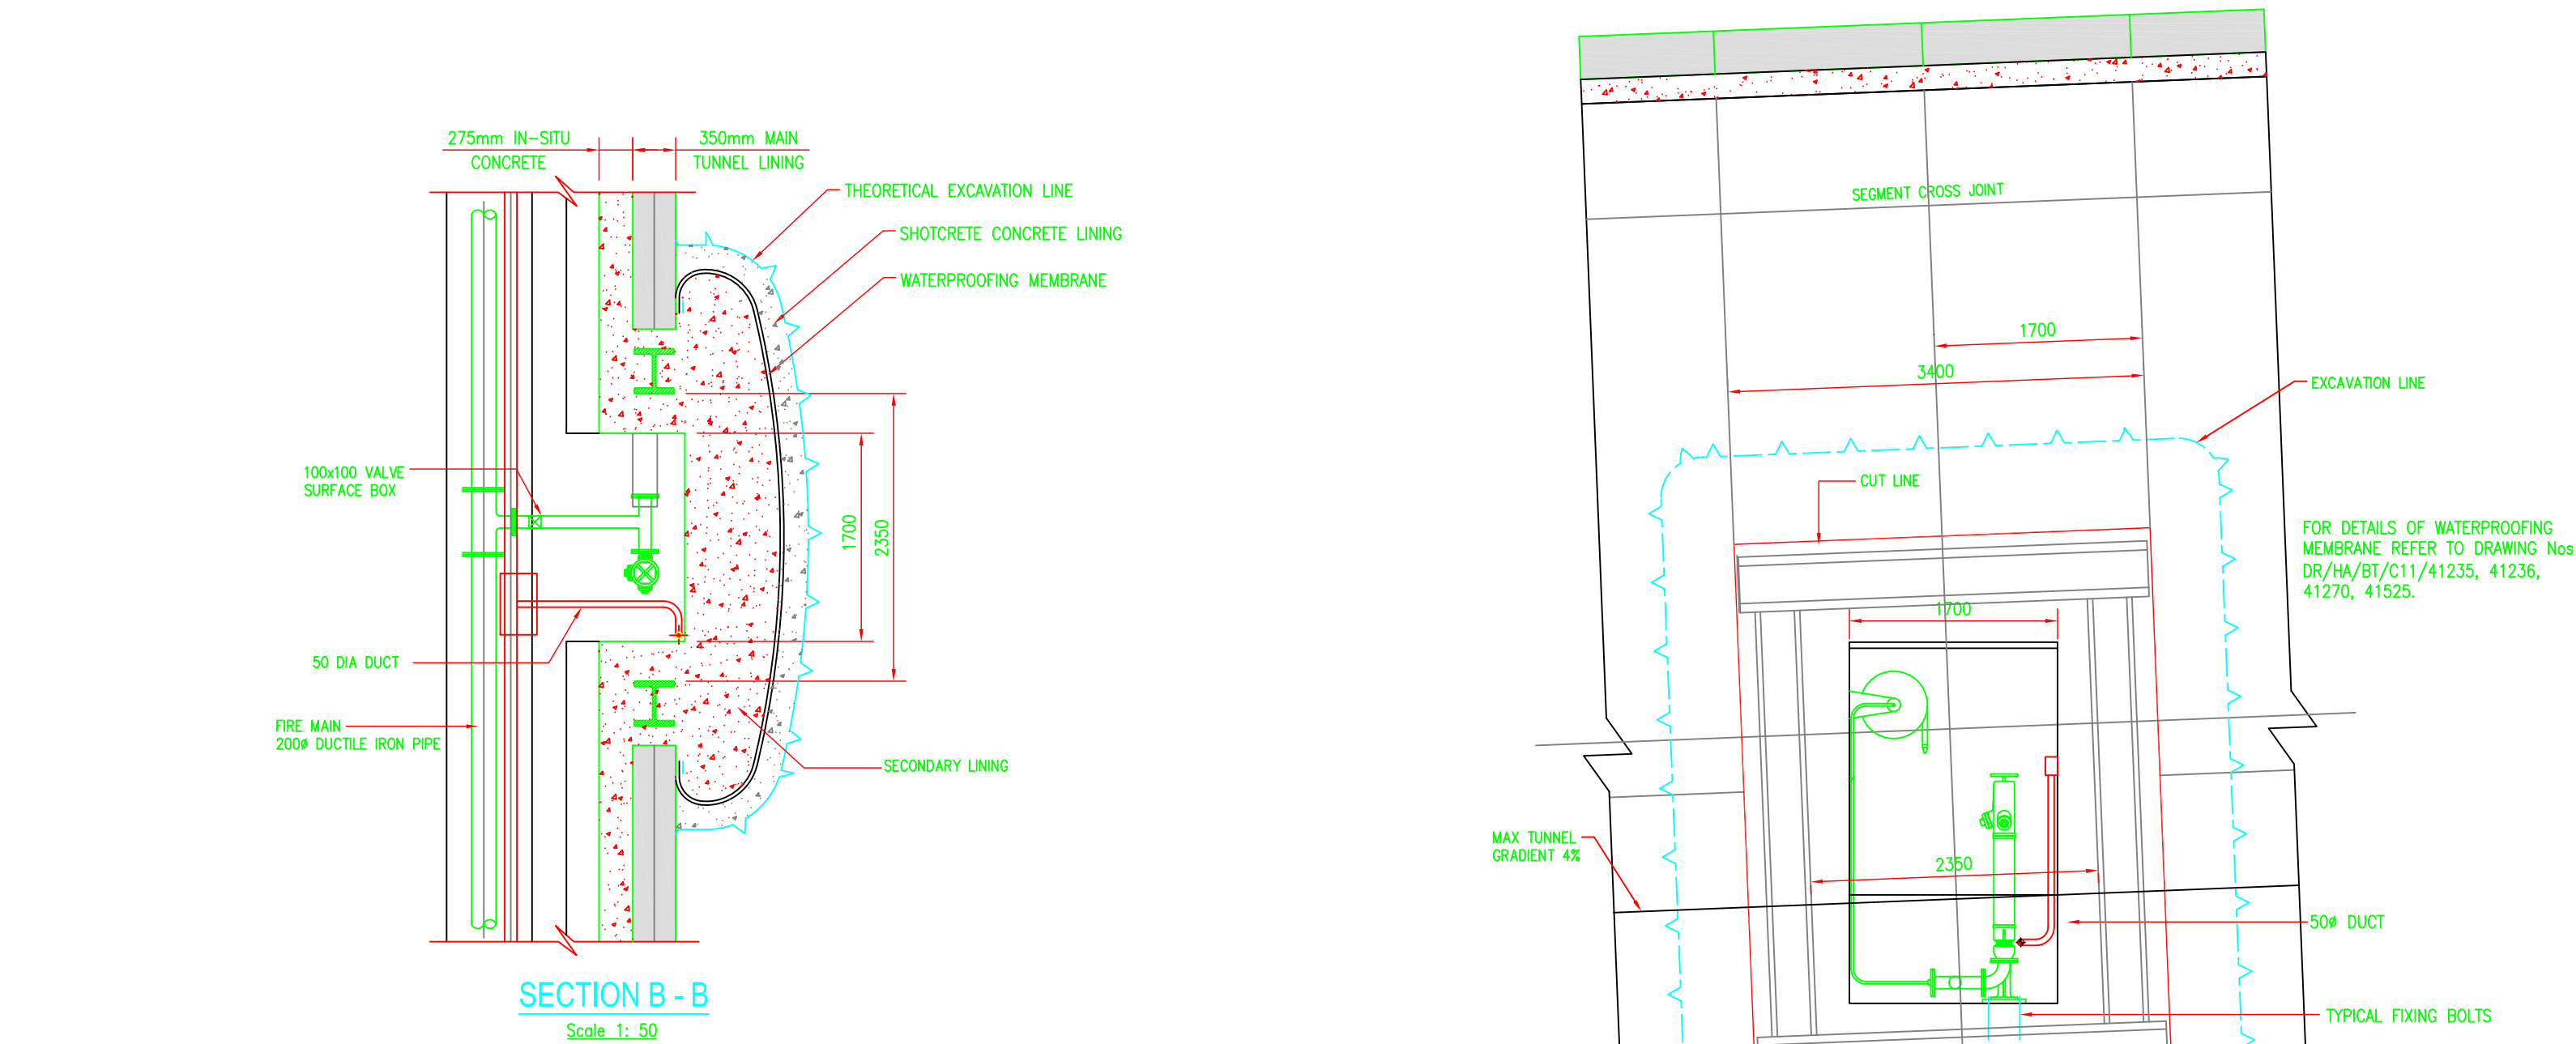 275mm IN-SITU
CONCRETE
350mm MAIN
TUNNEL LINING
THEORETICAL EXCAVATION LINE
SHOTCRETE CONCRETE LINING
WATERPROOFING MEMBRANE
100x100 VALVE
SURFACE BOX
1700
2350
50 DIA DUCT
FIRE MAIN
200ø DUCTILE IRON PIPE
SECONDARY LINING
SECTION B - B
Scale 1: 50
SEGMENT CROSS JOINT
1700
3400
EXCAVATION LINE
CUT LINE
FOR DETAILS OF WATERPROOFING
MEMBRANE REFER TO DRAWING Nos
DR/HA/BT/C11/41235, 41236,
41270, 41525.
1700
MAX TUNNEL
GRADIENT 4%
2350
50ø DUCT
TYPICAL FIXING BOLTS